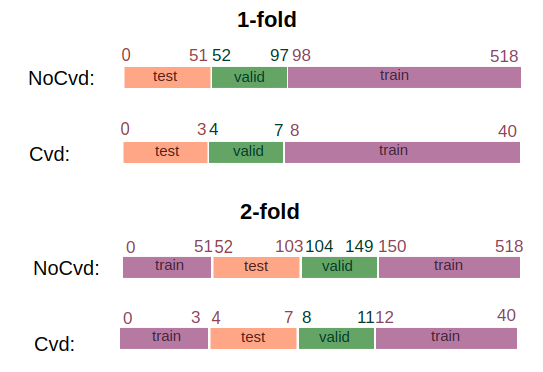 1-fold
0 51 52 97 98 518
NoCvd: test valid train
0 3 4 7 8 40
Cvd: test valid train
2-fold
0 51 52 103 104 149 150 518
NoCvd: train test valid train
0 3 4 7 8 11 12 40
Cvd: train test valid train